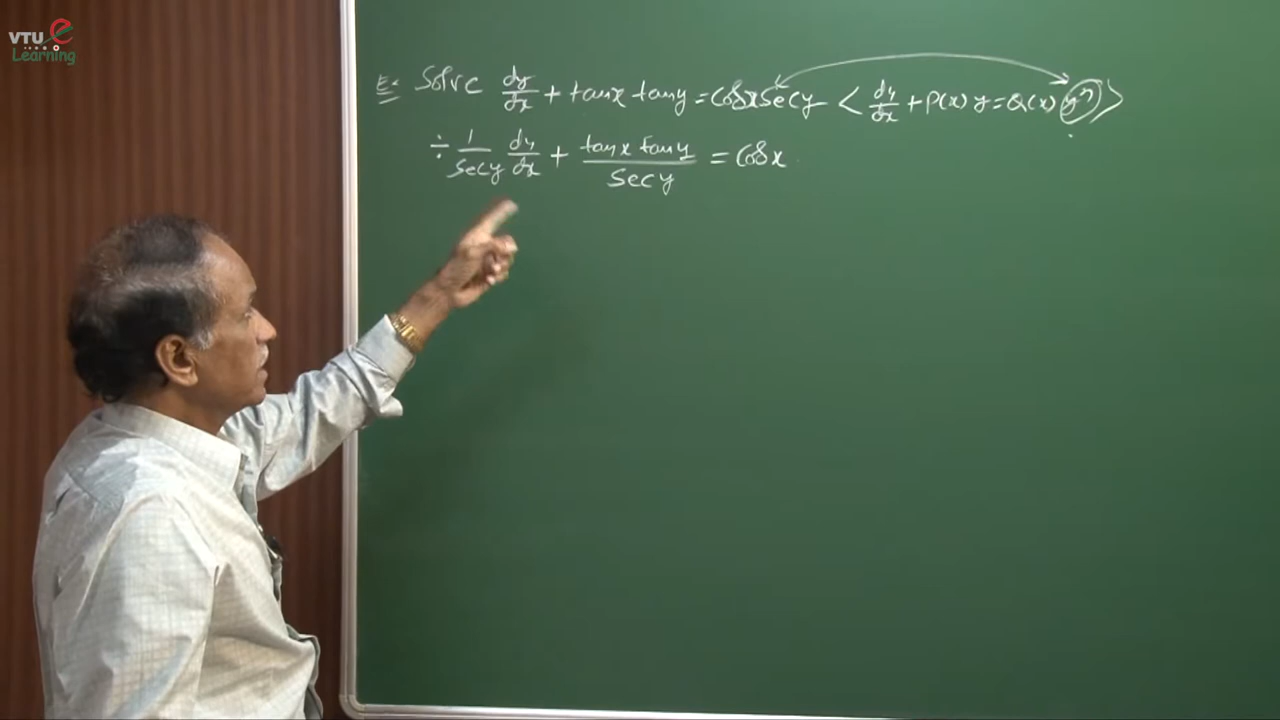 VTU e
Learning
Ex Solve dy/dx + tanx tany = cosx secy < dy/dx + P(x) y = Q(x) yⁿ >
÷ 1/secy dy/dx + tanx tany/secy = cosx